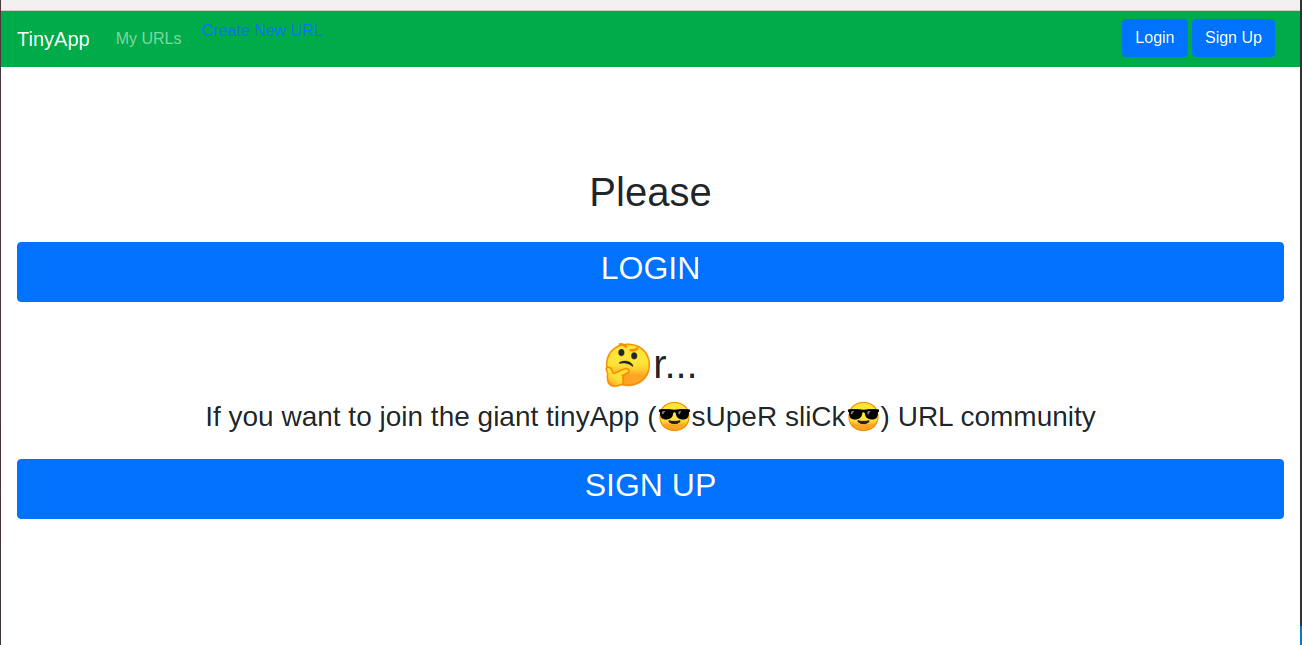 TinyApp My URLs Create New URL Login Sign Up
Please
LOGIN
🤔r...
If you want to join the giant tinyApp (😎sUpeR sliCk😎) URL community
SIGN UP